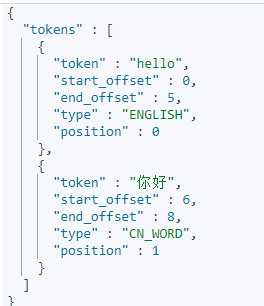 {
  "tokens" : [
    {
      "token" : "hello",
      "start_offset" : 0,
      "end_offset" : 5,
      "type" : "ENGLISH",
      "position" : 0
    },
    {
      "token" : "你好",
      "start_offset" : 6,
      "end_offset" : 8,
      "type" : "CN_WORD",
      "position" : 1
    }
  ]
}